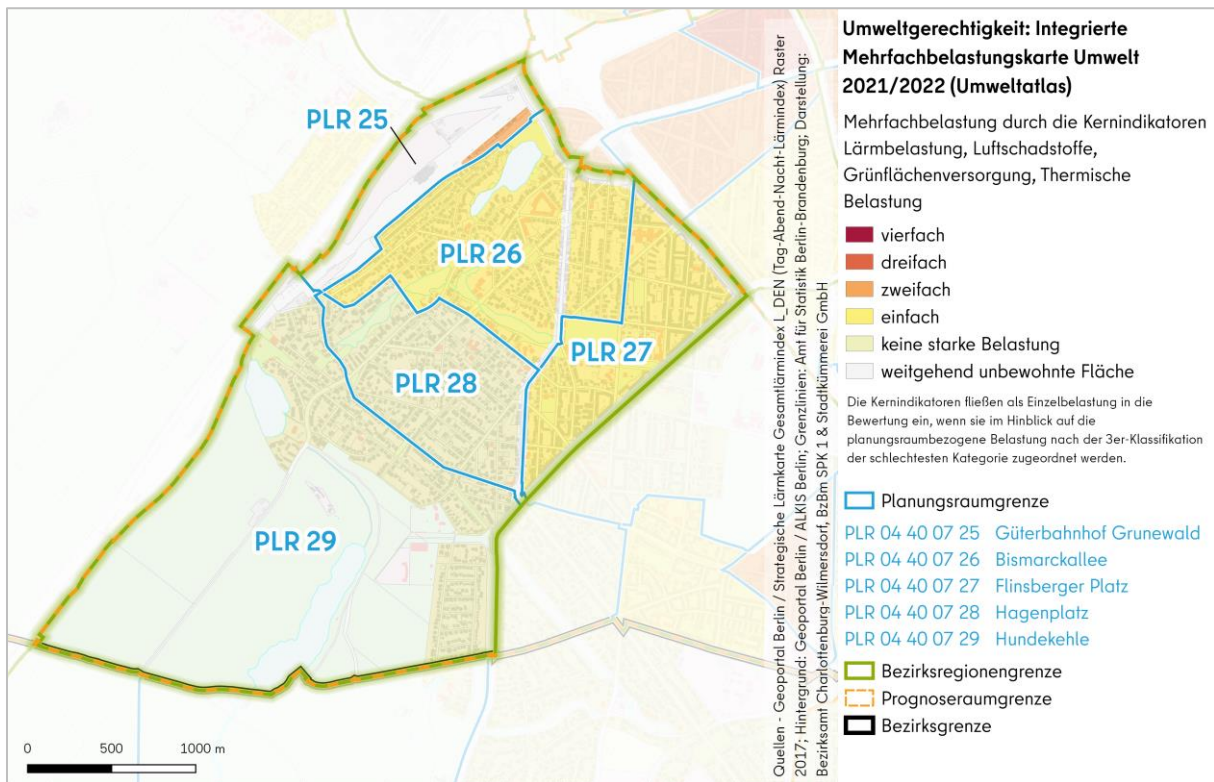 PLR 25
PLR 26
PLR 27
PLR 28
PLR 29
0 500 1000 m
Quellen - Geoportal Berlin / Strategische Lärmkarte Gesamtlärmindex L_DEN (Tag-Abend-Nacht-Lärmindex) Raster
2017; Hintergrund: Geoportal Berlin / ALKIS Berlin; Grenzlinien: Amt für Statistik Berlin-Brandenburg; Darstellung:
Bezirksamt Charlottenburg-Wilmersdorf, BzBm SPK 1 & Stadtkümmerei GmbH
Umweltgerechtigkeit: Integrierte
Mehrfachbelastungskarte Umwelt
2021/2022 (Umweltatlas)
Mehrfachbelastung durch die Kernindikatoren
Lärmbelastung, Luftschadstoffe,
Grünflächenversorgung, Thermische
Belastung
vierfach
dreifach
zweifach
einfach
keine starke Belastung
weitgehend unbewohnte Fläche
Die Kernindikatoren fließen als Einzelbelastung in die
Bewertung ein, wenn sie im Hinblick auf die
planungsraumbezogene Belastung nach der 3er-Klassifikation
der schlechtesten Kategorie zugeordnet werden.
Planungsraumgrenze
PLR 04 40 07 25 Güterbahnhof Grunewald
PLR 04 40 07 26 Bismarckallee
PLR 04 40 07 27 Flinsberger Platz
PLR 04 40 07 28 Hagenplatz
PLR 04 40 07 29 Hundekehle
Bezirksregionengrenze
Prognoseraumgrenze
Bezirksgrenze